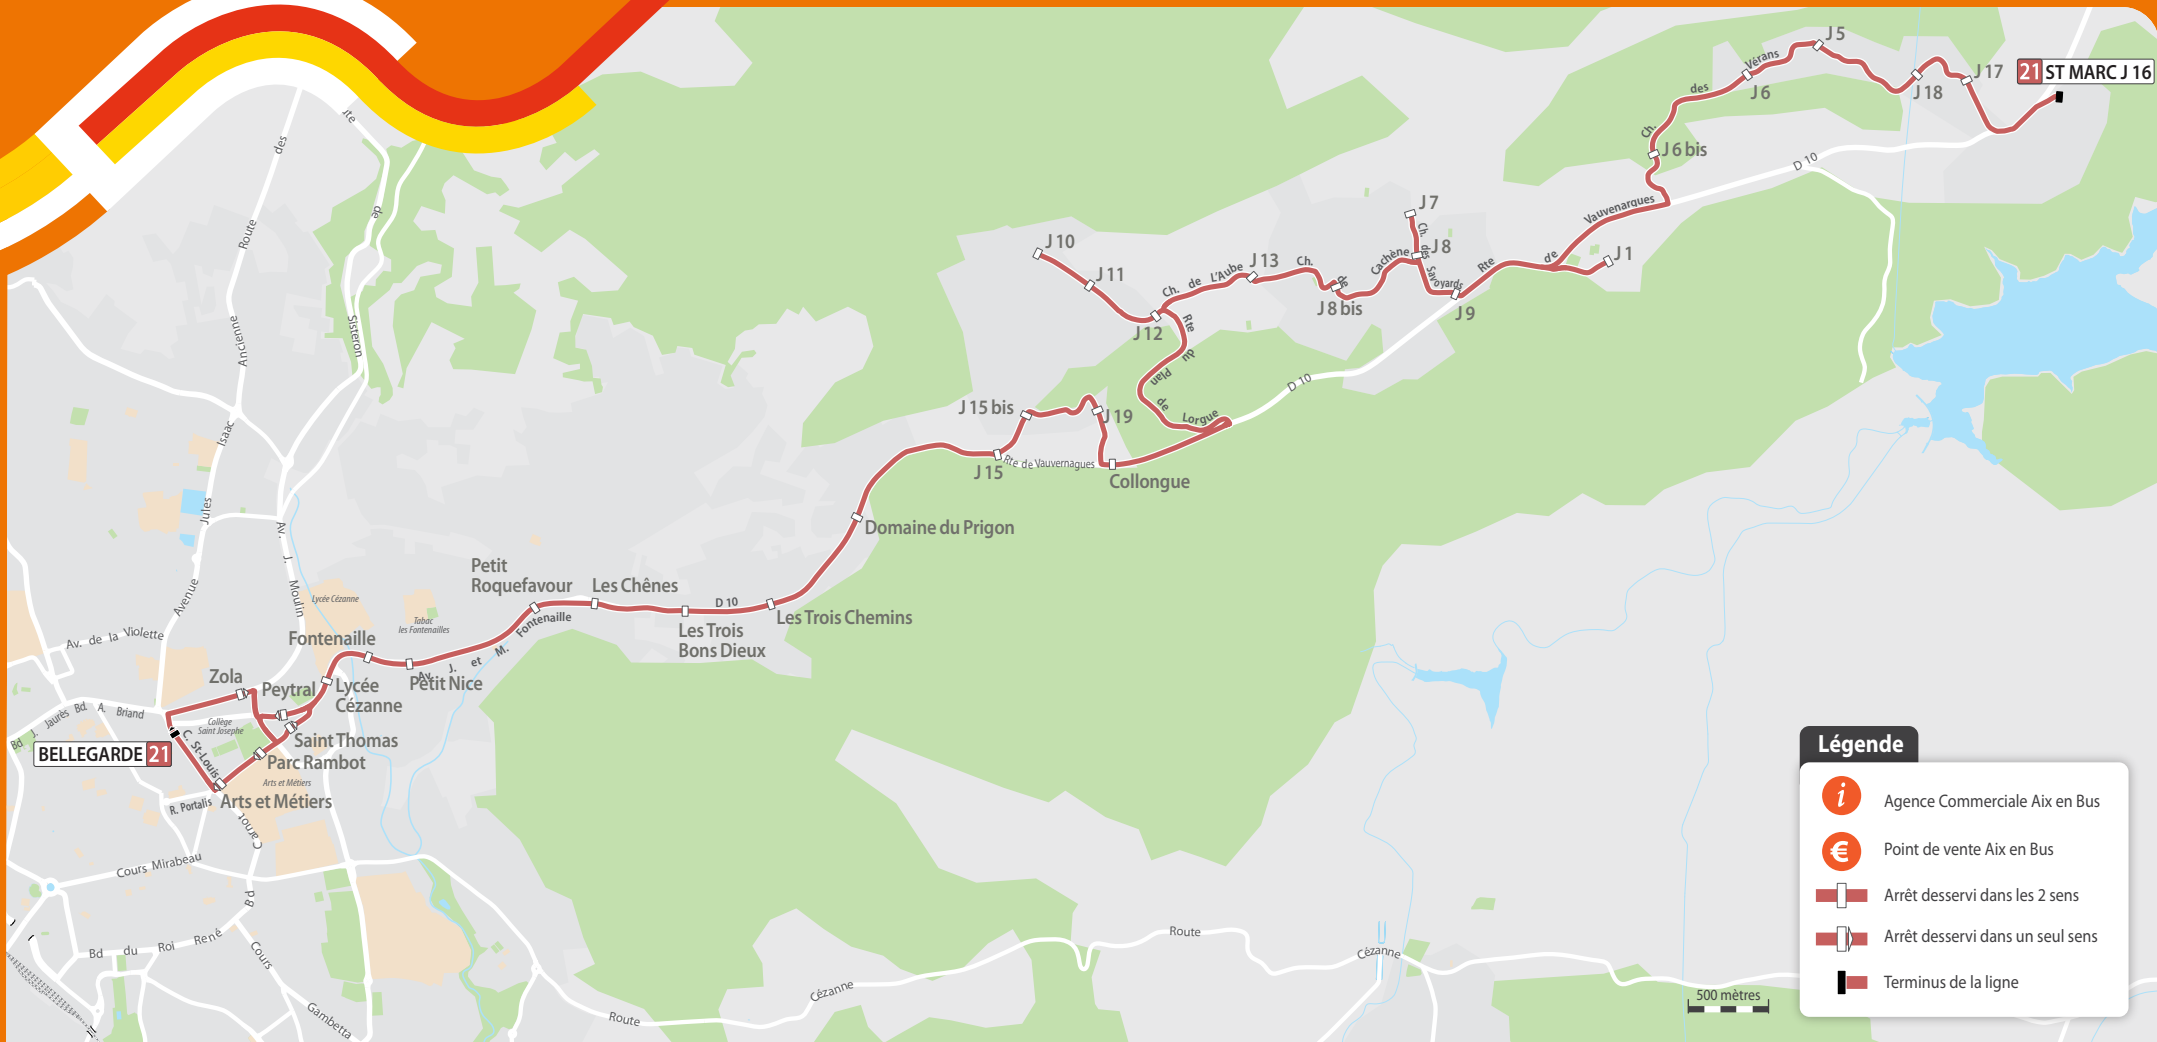 21 ST MARC J 16
J 17
J 18
J 5
J 6
Ch. des Vérans
J 6 bis
D 10
Rte de Vauvenargues
J 1
J 7
J 8
Ch. des Savoyards
J 9
Ch. de Cachène
J 8 bis
J 13
Ch. de L'Aube
J 12
J 11
J 10
Rte du Plan de Lorgue
D 10
J 19
J 15 bis
J 15
Rte de Vauvernagues
Collongue
Domaine du Prigon
Les Trois Chemins
D 10
Les Trois
Bons Dieux
Les Chênes
Petit
Roquefavour
Av. J. et M. Fontenaille
Petit Nice
Tabac
les Fontenailles
Lycée Cézanne
Fontenaille
Lycée
Cézanne
Peytral
Zola
Saint Thomas
Parc Rambot
Collège
Saint Josephe
Arts et Métiers
Arts et Métiers
C. St-Louis
BELLEGARDE 21
R. Portalis
Bd Carnot
Cours Mirabeau
Bd du Roi René
Cours Gambetta
Bd J. Jaurès
Bd A. Briand
Av. de la Violette
Avenue Jules Isaac
Ancienne Route des
Av. J. Moulin
rte de Sisteron
Route Cézanne
Route Cézanne
Légende
i
Agence Commerciale Aix en Bus
€
Point de vente Aix en Bus
Arrêt desservi dans les 2 sens
Arrêt desservi dans un seul sens
Terminus de la ligne
500 mètres